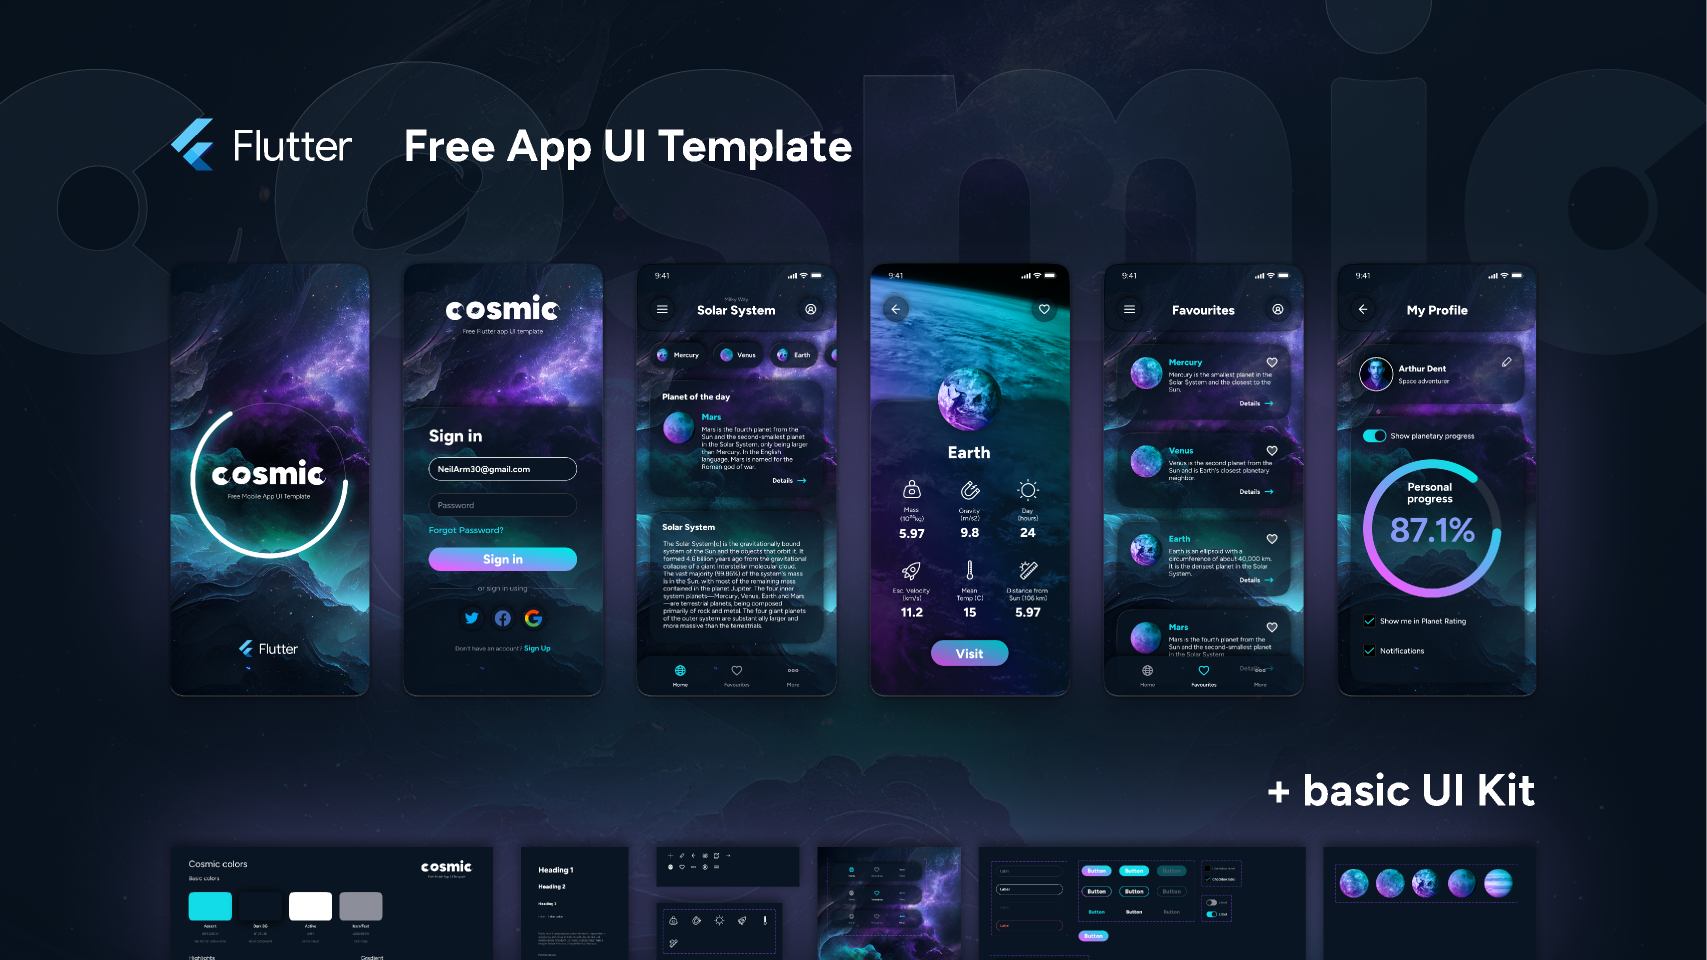 cosmic
Flutter
Free App UI Template
cosmic
Free Mobile App UI Template
Flutter
cosmic
Free Flutter app UI template
Sign in
NeilArm30@gmail.com
Password
Forgot Password?
Sign in
or sign in using
Don't have an account? Sign Up
9:41
Milky Way
Solar System
Mercury
Venus
Earth
Planet of the day
Mars
Mars is the fourth planet from the
Sun and the second-smallest planet
in the Solar System, only being larger
than Mercury. In the English
language, Mars is named for the
Roman god of war.
Details
Solar System
The Solar System[c] is the gravitationally bound
system of the Sun and the objects that orbit it. It
formed 4.6 billion years ago from the gravitational
collapse of a giant interstellar molecular cloud.
The vast majority (99.86%) of the system's mass
is in the Sun, with most of the remaining mass
contained in the planet Jupiter. The four inner
system planets—Mercury, Venus, Earth and Mars
—are terrestrial planets, being composed
primarily of rock and metal. The four giant planets
of the outer system are substantially larger and
more massive than the terrestrials.
Home
Favourites
More
9:41
Earth
Mass
(10²⁴kg)
5.97
Gravity
(m/s2)
9.8
Day
(hours)
24
Esc. Velocity
(km/s)
11.2
Mean
Temp (C)
15
Distance from
Sun (106 km)
5.97
Visit
9:41
Favourites
Mercury
Mercury is the smallest planet in the
Solar System and the closest to the
Sun.
Details
Venus
Venus is the second planet from the
Sun and is Earth's closest planetary
neighbor.
Details
Earth
Earth is an ellipsoid with a
circumference of about 40,000 km.
It is the densest planet in the Solar
System.
Details
Mars
Mars is the fourth planet from the
Sun and the second-smallest planet
in the Solar System
Details
Home
Favourites
More
9:41
My Profile
Arthur Dent
Space adventurer
Show planetary progress
Personal
progress
87.1%
Show me in Planet Rating
Notifications
+ basic UI Kit
Cosmic colors
Basic colors
cosmic
Accent
Dark BG
Active
Icon/Text
Highlights
Gradient
Heading 1
Heading 2
Heading 3
Label
Label
Label
Button
Button
Button
Button
Button
Button
Button
Button
Button
Button